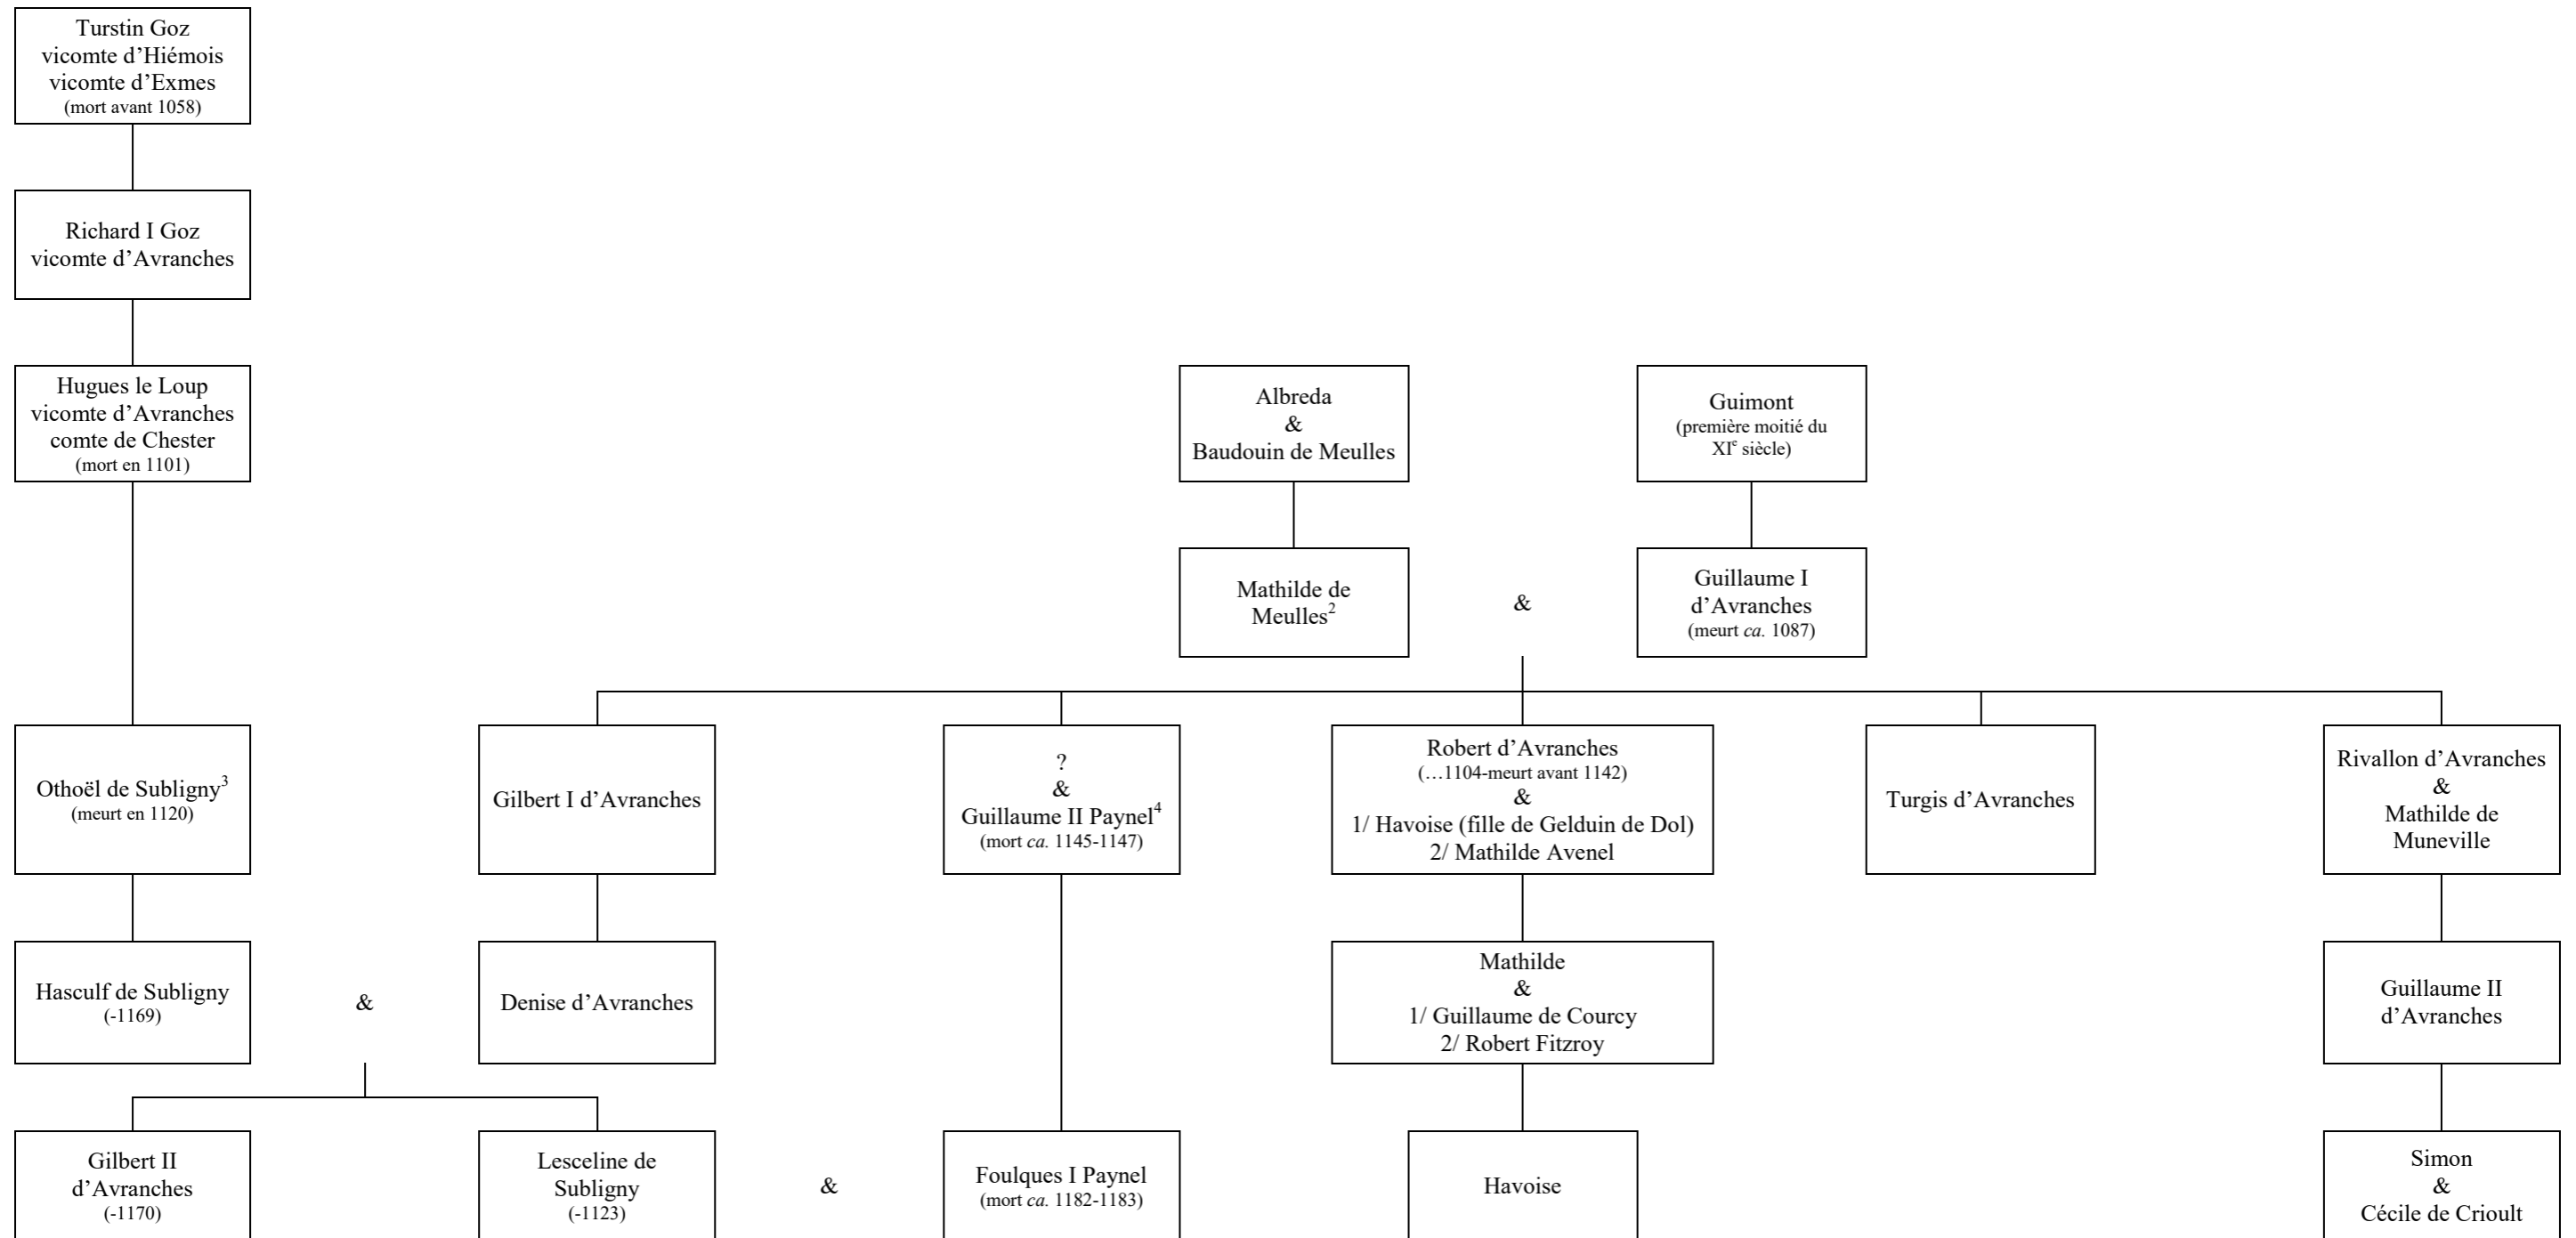 Turstin Goz
vicomte d’Hiémois
vicomte d’Exmes
(mort avant 1058)
Richard I Goz
vicomte d’Avranches
Hugues le Loup
vicomte d’Avranches
comte de Chester
(mort en 1101)
Albreda
&
Baudouin de Meulles
Guimont
(première moitié du
XIe siècle)
Mathilde de
Meulles2
&
Guillaume I
d’Avranches
(meurt ca. 1087)
Othoël de Subligny3
(meurt en 1120)
Gilbert I d’Avranches
?
&
Guillaume II Paynel4
(mort ca. 1145-1147)
Robert d’Avranches
(…1104-meurt avant 1142)
&
1/ Havoise (fille de Gelduin de Dol)
2/ Mathilde Avenel
Turgis d’Avranches
Rivallon d’Avranches
&
Mathilde de
Muneville
Hasculf de Subligny
(-1169)
&
Denise d’Avranches
Mathilde
&
1/ Guillaume de Courcy
2/ Robert Fitzroy
Guillaume II
d’Avranches
Gilbert II
d’Avranches
(-1170)
Lesceline de
Subligny
(-1123)
&
Foulques I Paynel
(mort ca. 1182-1183)
Havoise
Simon
&
Cécile de Crioult